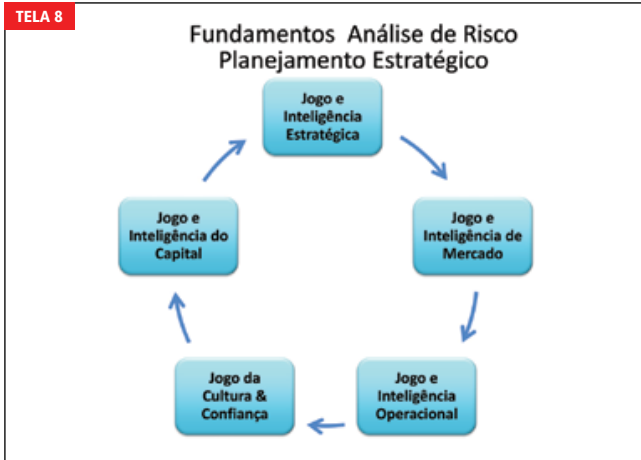 TELA 8
Fundamentos Análise de Risco
Planejamento Estratégico
Jogo e
Inteligência
Estratégica
Jogo e
Inteligência de
Mercado
Jogo e
Inteligência
Operacional
Jogo da
Cultura &
Confiança
Jogo e
Inteligência do
Capital